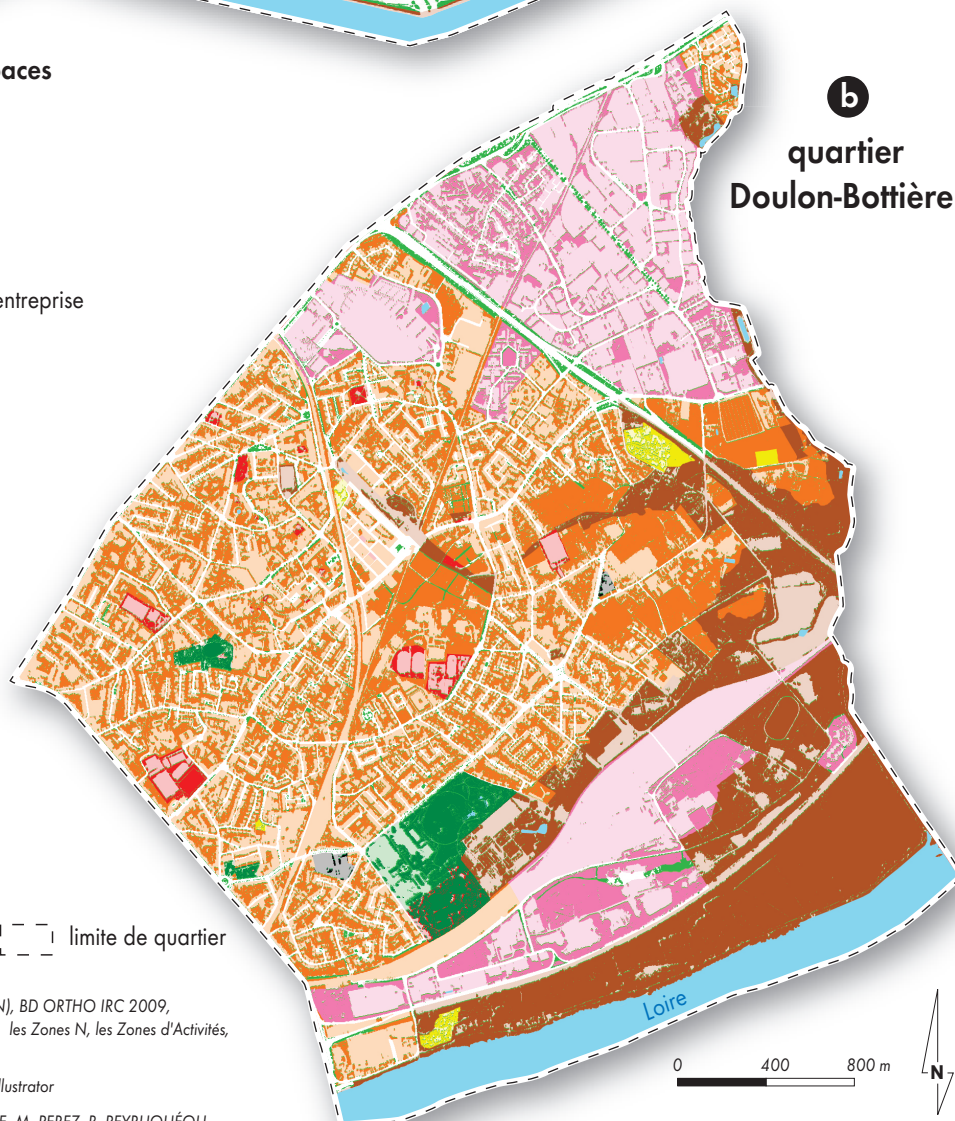 aces
b
quartier
Doulon-Bottière
entreprise
limite de quartier
N), BD ORTHO IRC 2009,
les Zones N, les Zones d'Activités,
llustrator
Loire
0 400 800 m
N